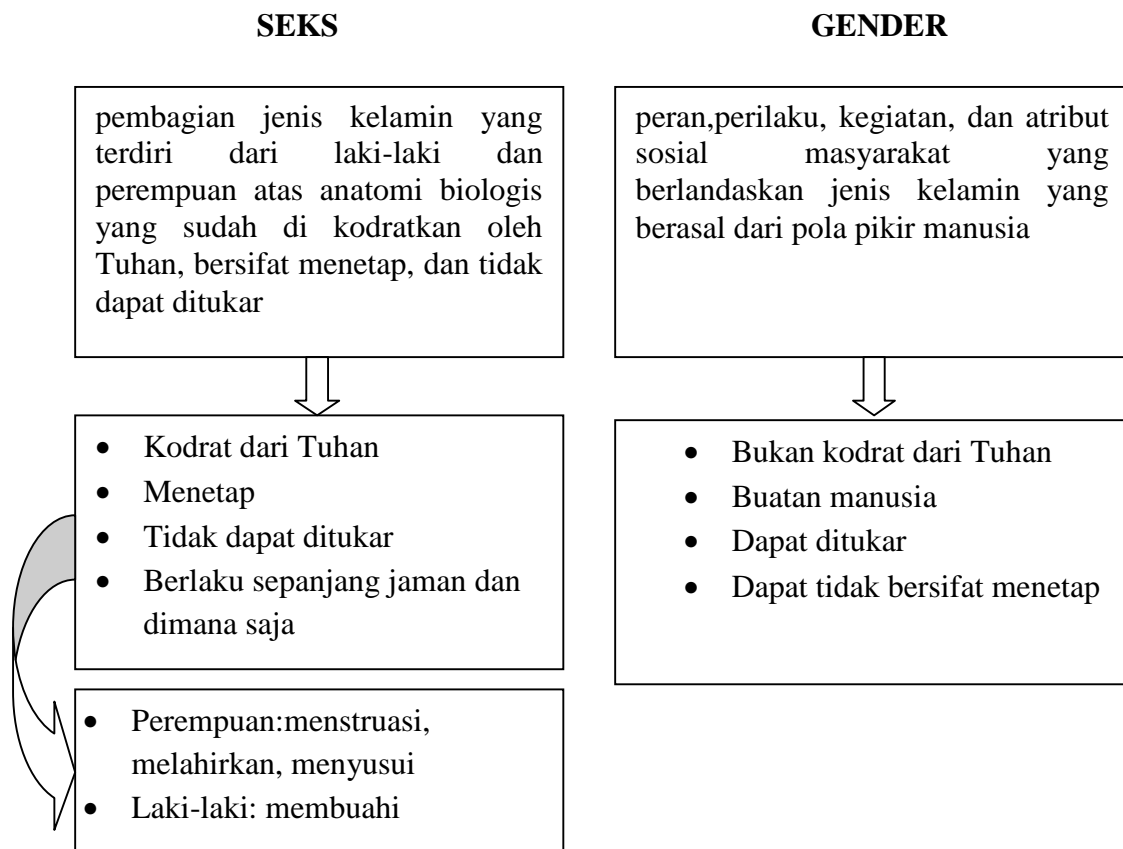 SEKS
pembagian jenis kelamin yang
terdiri dari laki-laki dan
perempuan atas anatomi biologis
yang sudah di kodratkan oleh
Tuhan, bersifat menetap, dan tidak
dapat ditukar
• Kodrat dari Tuhan
• Menetap
• Tidak dapat ditukar
• Berlaku sepanjang jaman dan
dimana saja
• Perempuan:menstruasi,
melahirkan, menyusui
• Laki-laki: membuahi
GENDER
peran,perilaku, kegiatan, dan atribut
sosial masyarakat yang
berlandaskan jenis kelamin yang
berasal dari pola pikir manusia
• Bukan kodrat dari Tuhan
• Buatan manusia
• Dapat ditukar
• Dapat tidak bersifat menetap